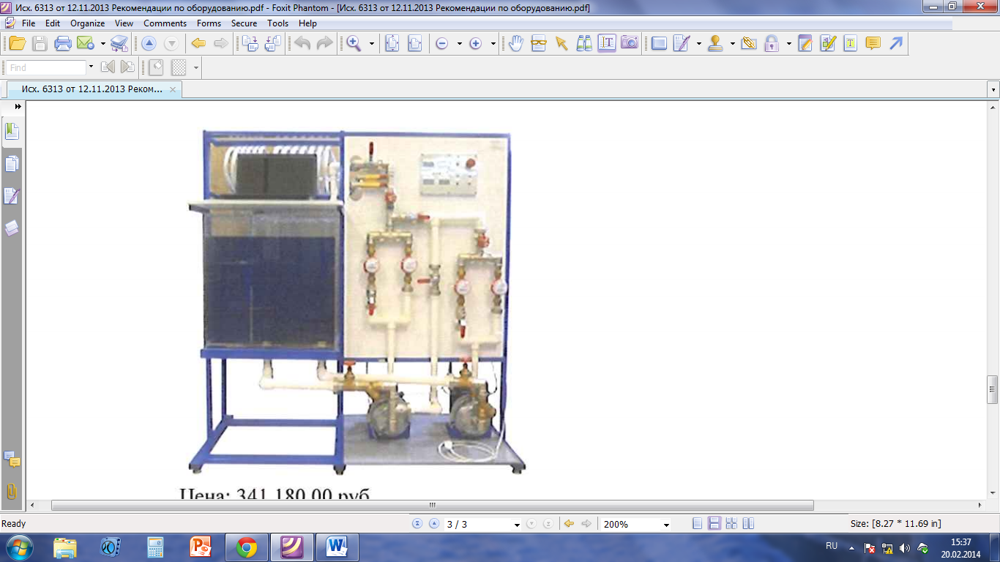 Исх. 6313 от 12.11.2013 Рекомендации по оборудованию.pdf - Foxit Phantom - [Исх. 6313 от 12.11.2013 Рекомендации по оборудованию.pdf]
File Edit Organize View Comments Forms Secure Tools Help
Find
Исх. 6313 от 12.11.2013 Реком...
Цена: 341 180,00 руб
Ready
3 / 3
200%
Size: [8.27 * 11.69 in]
RU
15:37
20.02.2014